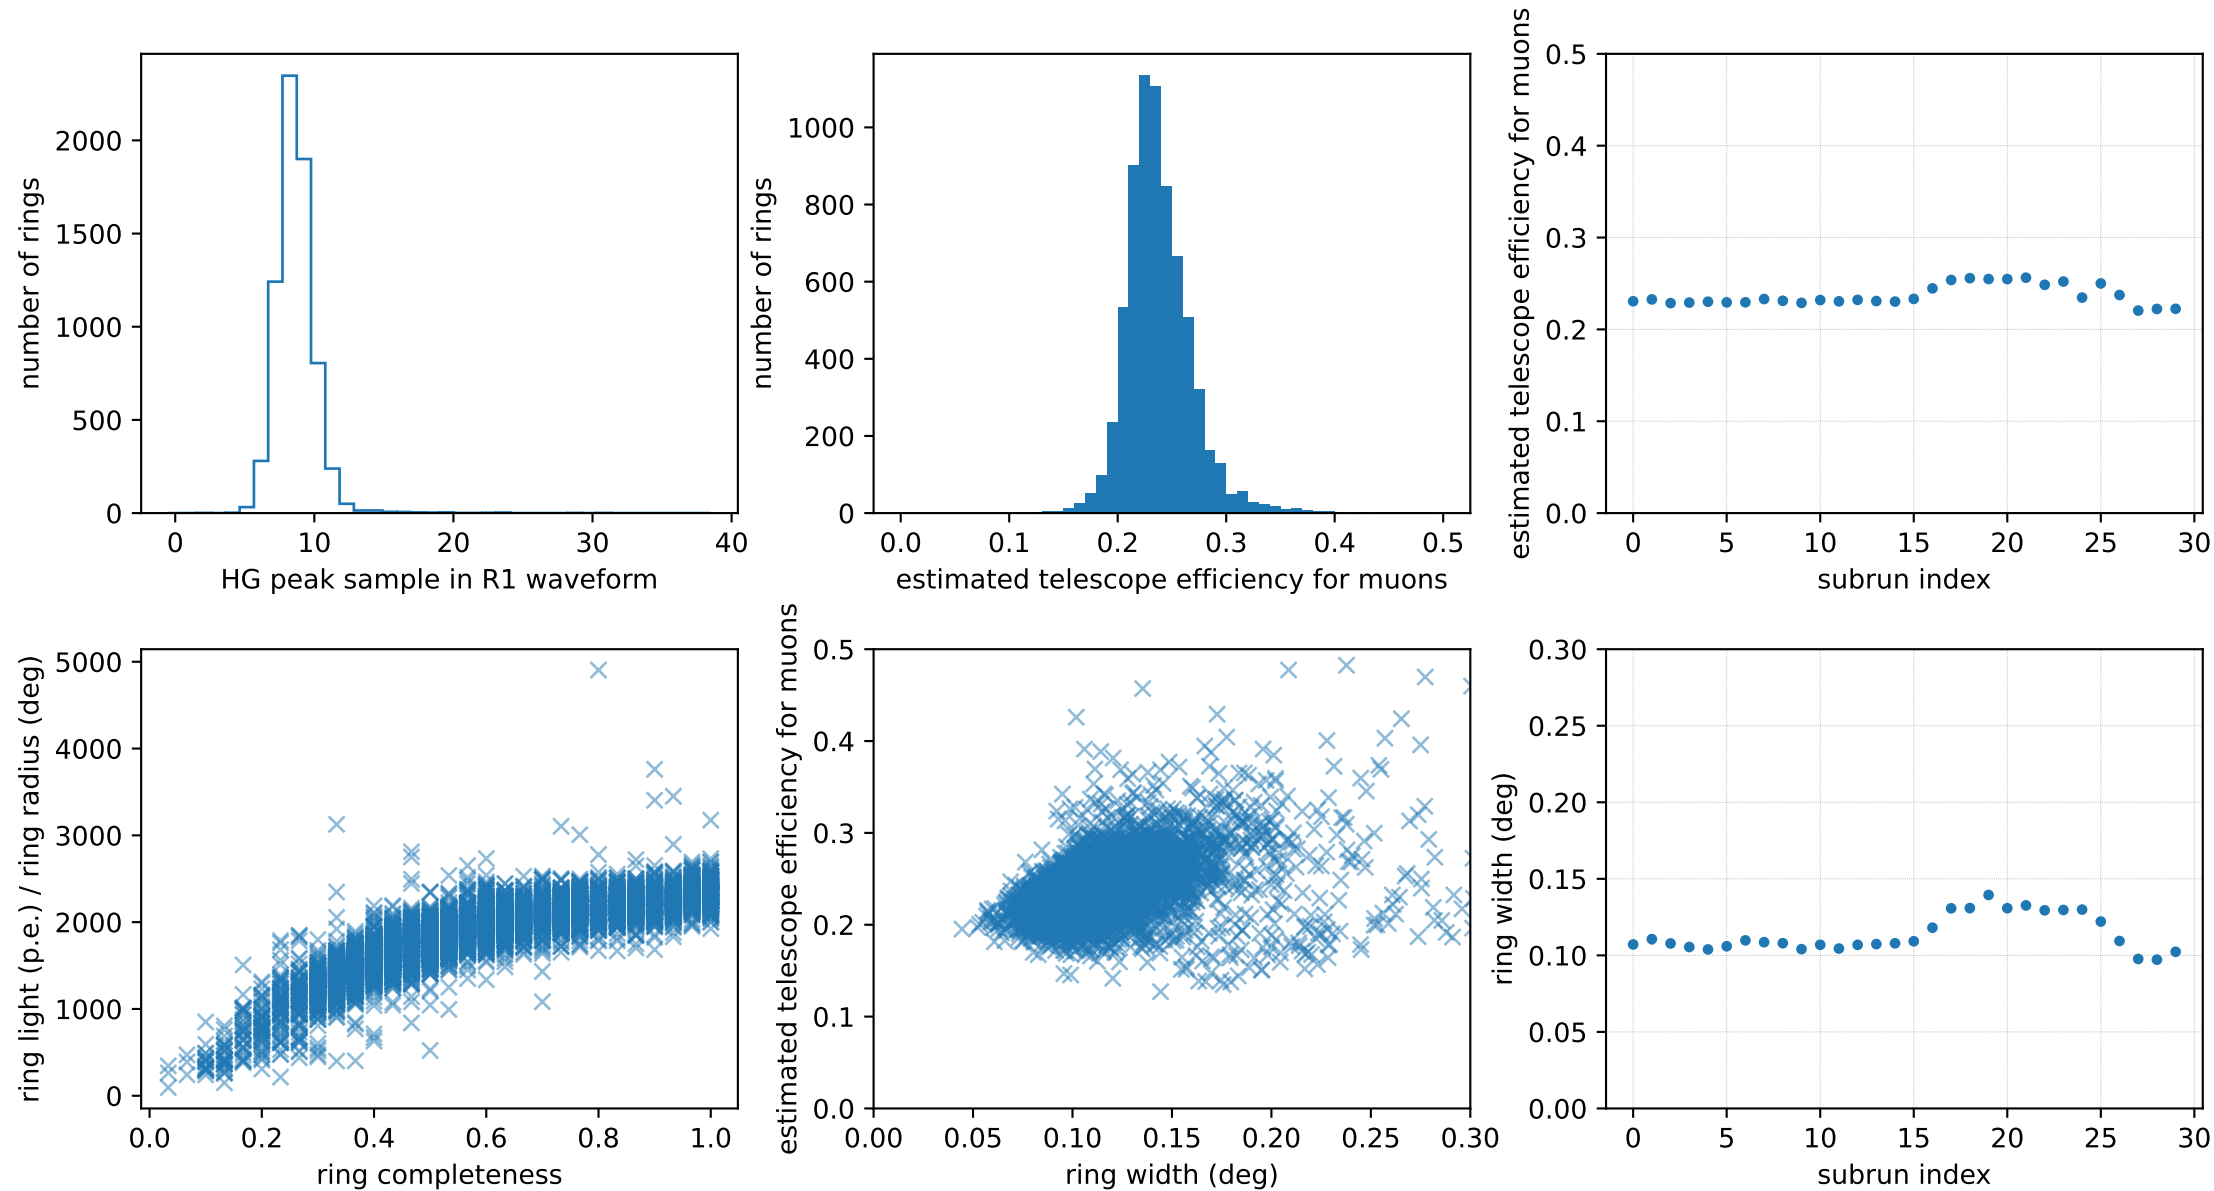 number of rings
2000
1500
1000
500
0
0 10 20 30 40
HG peak sample in R1 waveform
number of rings
1000
800
600
400
200
0
0.0 0.1 0.2 0.3 0.4 0.5
estimated telescope efficiency for muons
estimated telescope efficiency for muons
0.5
0.4
0.3
0.2
0.1
0.0
0 5 10 15 20 25 30
subrun index
ring light (p.e.) / ring radius (deg)
5000
4000
3000
2000
1000
0
0.0 0.2 0.4 0.6 0.8 1.0
ring completeness
estimated telescope efficiency for muons
0.5
0.4
0.3
0.2
0.1
0.0
0.00 0.05 0.10 0.15 0.20 0.25 0.30
ring width (deg)
ring width (deg)
0.30
0.25
0.20
0.15
0.10
0.05
0.00
0 5 10 15 20 25 30
subrun index